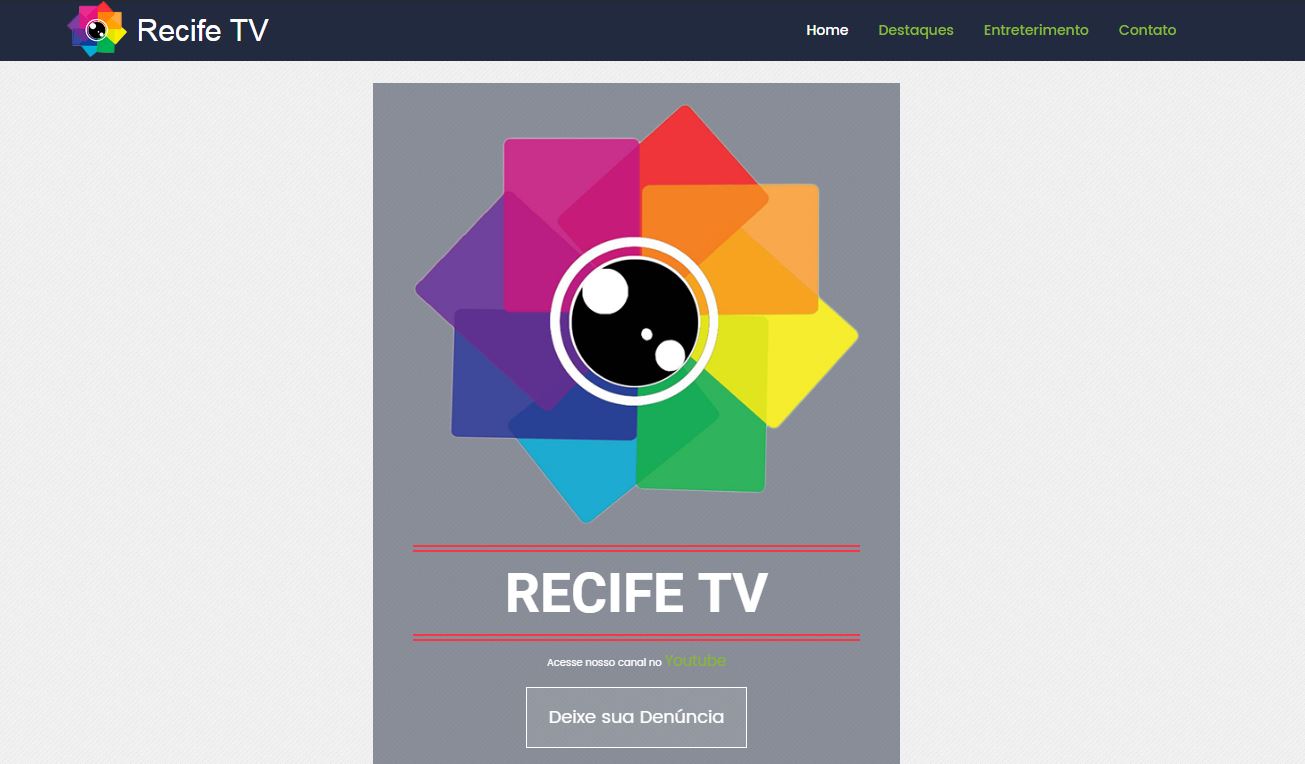 Recife TV
Home Destaques Entreterimento Contato
RECIFE TV
Acesse nosso canal no Youtube
Deixe sua Denúncia